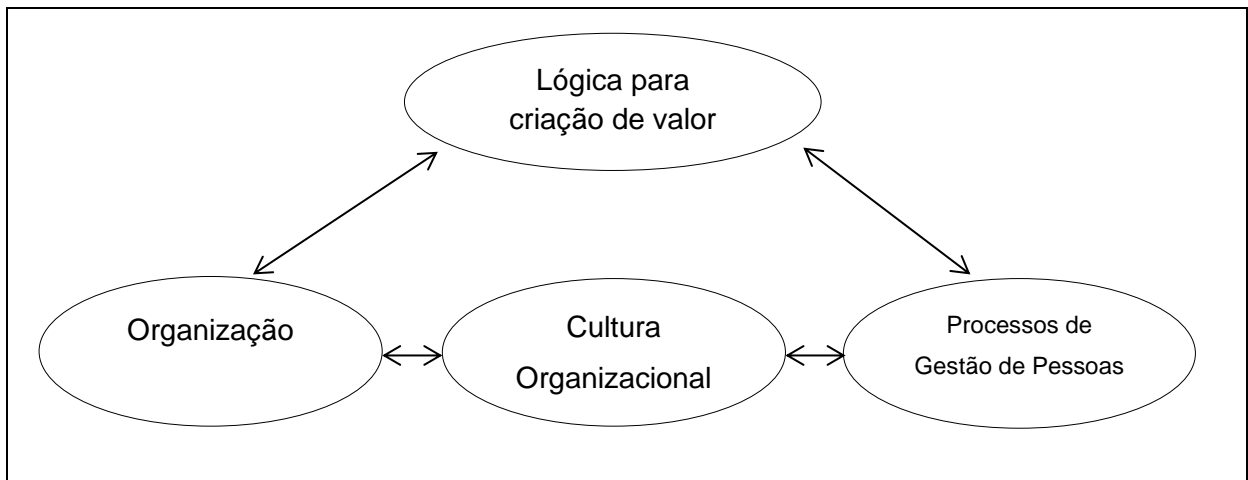 Lógica para
criação de valor
Organização
Cultura
Organizacional
Processos de
Gestão de Pessoas